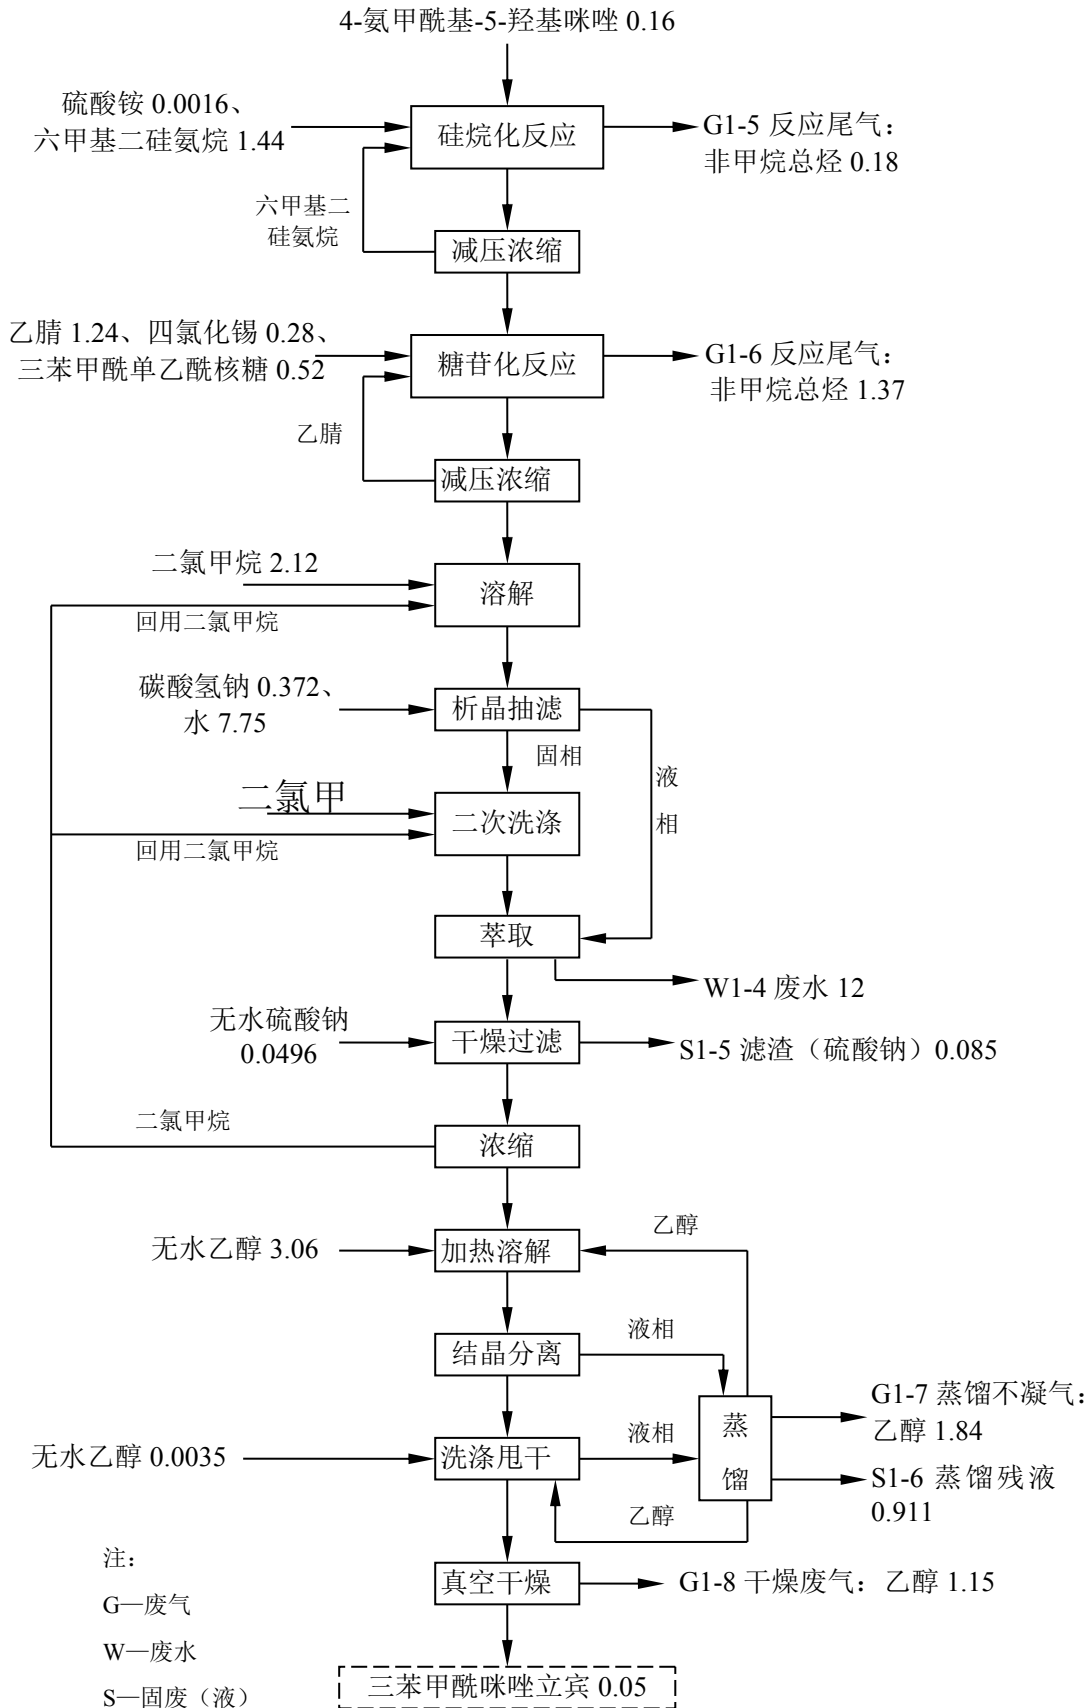 4-氨甲酰基-5-羟基咪唑 0.16
硫酸铵 0.0016、
六甲基二硅氨烷 1.44
硅烷化反应
G1-5 反应尾气：
非甲烷总烃 0.18
六甲基二
硅氨烷
减压浓缩
乙腈 1.24、四氯化锡 0.28、
三苯甲酰单乙酰核糖 0.52
糖苷化反应
G1-6 反应尾气：
非甲烷总烃 1.37
乙腈
减压浓缩
二氯甲烷 2.12
溶解
回用二氯甲烷
碳酸氢钠 0.372、
水 7.75
析晶抽滤
固相
液
相
二氯甲
二次洗涤
回用二氯甲烷
萃取
W1-4 废水 12
无水硫酸钠
0.0496
干燥过滤
S1-5 滤渣（硫酸钠）0.085
二氯甲烷
浓缩
乙醇
无水乙醇 3.06
加热溶解
液相
结晶分离
G1-7 蒸馏不凝气：
乙醇 1.84
蒸
馏
液相
无水乙醇 0.0035
洗涤甩干
S1-6 蒸馏残液
0.911
乙醇
注：
真空干燥
G1-8 干燥废气：乙醇 1.15
G—废气
W—废水
S—固废（液）
三苯甲酰咪唑立宾 0.05